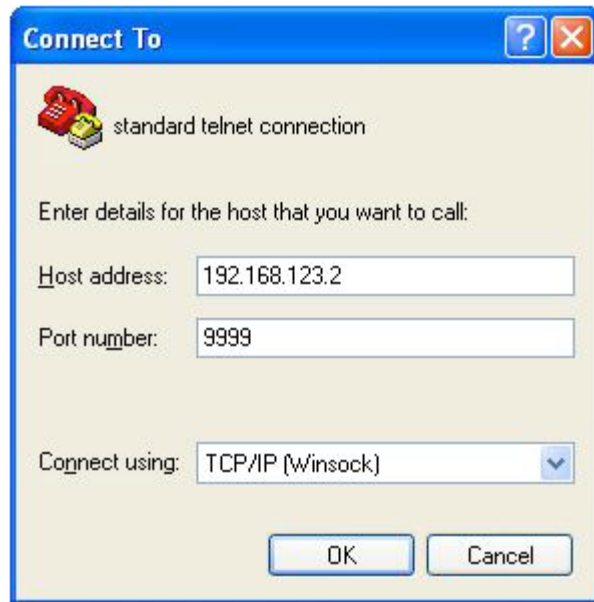 Connect To
standard telnet connection
Enter details for the host that you want to call:
Host address: 192.168.123.2
Port number: 9999
Connect using: TCP/IP (Winsock)
OK Cancel